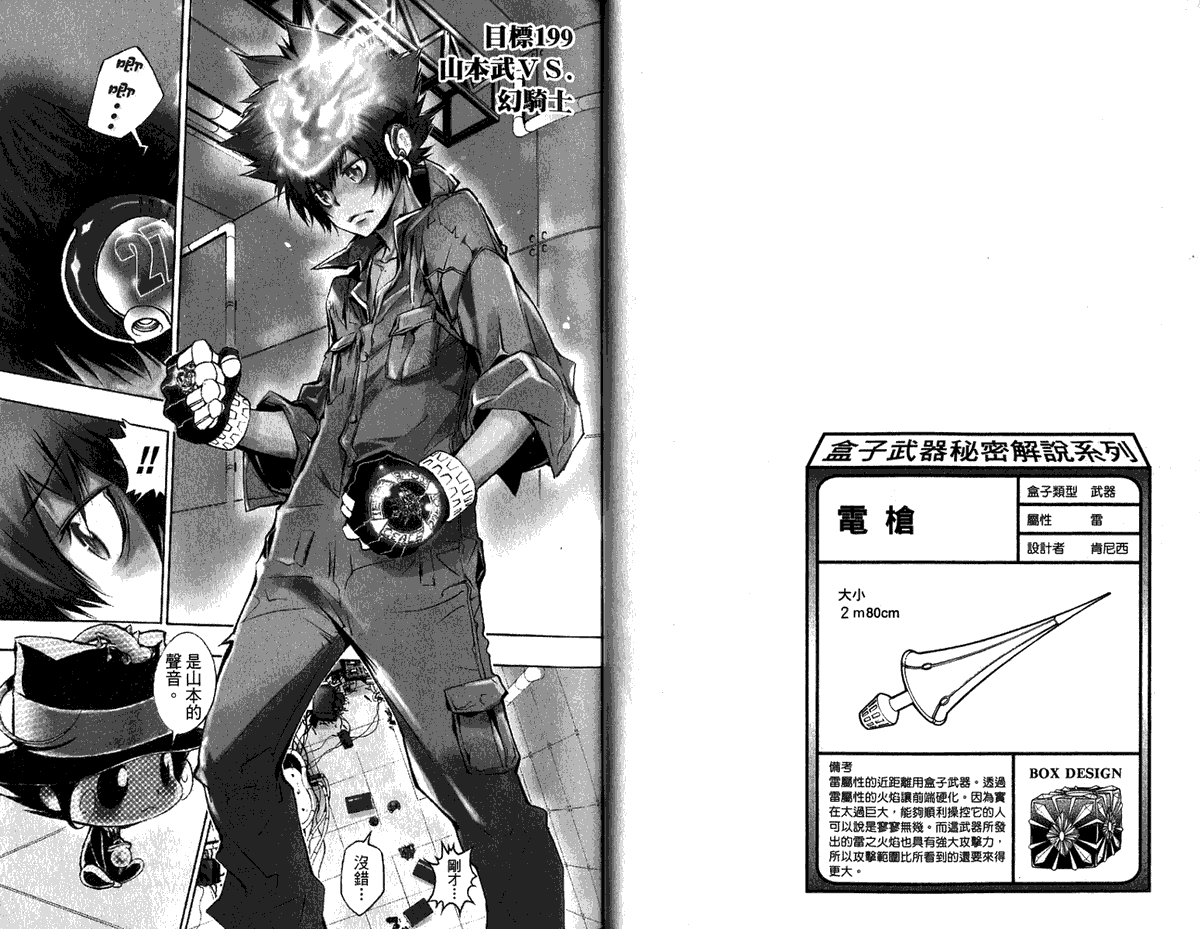 盒子武器秘密解說系列
電槍
盒子類型 武器
屬性 雷
設計者 肯尼西
大小
2m80cm
備考
雷屬性的近距離用盒子武器。透過
雷屬性的火焰讓前端硬化。因為實
在太過巨大，能夠順利操控它的人
可以說是寥寥無幾。而這武器所發
出的雷之火焰也具有強大攻擊力，
所以攻擊範圍比所看到的還要來得
更大。
BOX DESIGN
目標199
山本武VS.
幻騎士
剛才…
沒錯…
吧
吧
⋮
27
!!
是山本的
聲音。